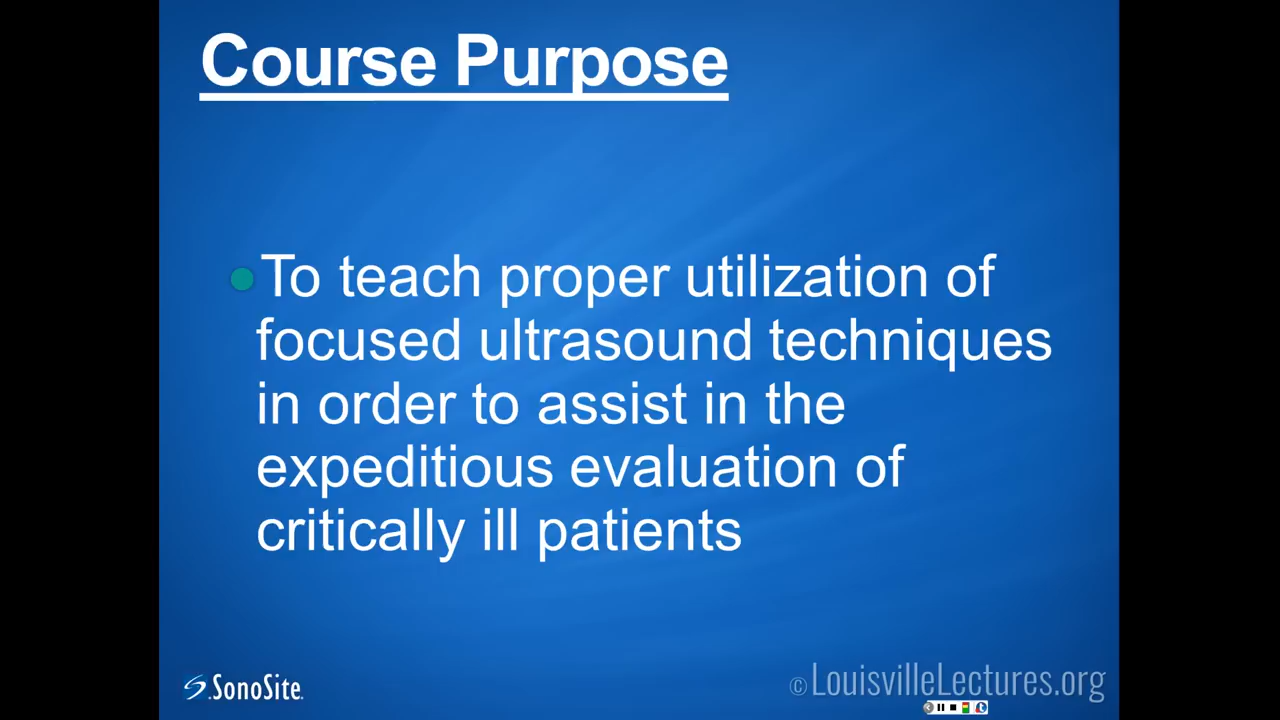 Course Purpose
To teach proper utilization of
focused ultrasound techniques
in order to assist in the
expeditious evaluation of
critically ill patients
SonoSite
© LouisvilleLectures.org